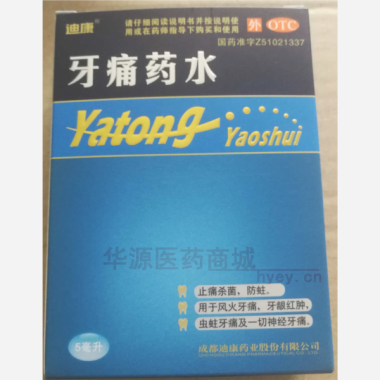 迪康
请仔细阅读说明书并按说明使
用或在药师指导下购买和使用
外 OTC
国药准字Z51021337
牙痛药水
Yatong Yaoshui
华源医药商城
hyey.cn
止痛杀菌、防蛀.
用于风火牙痛,牙龈红肿,
虫蛀牙痛及一切神经牙痛.
5毫升
成都迪康药业股份有限公司